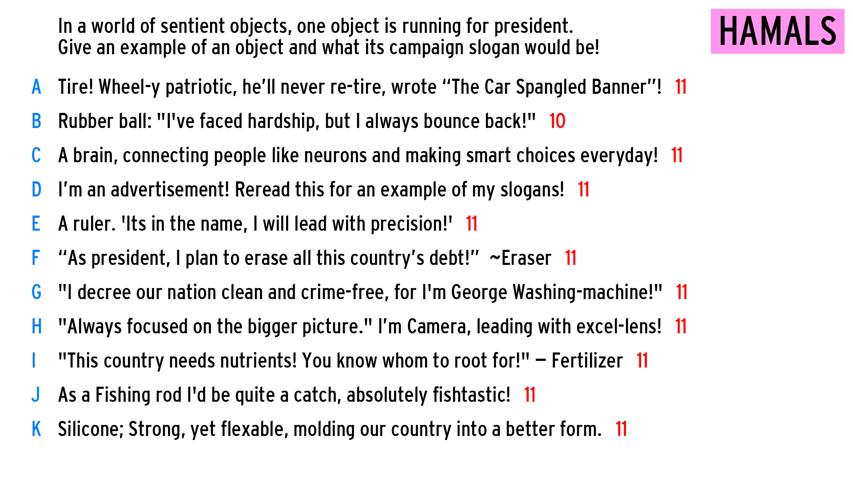 In a world of sentient objects, one object is running for president.
Give an example of an object and what its campaign slogan would be!
HAMALS
A Tire! Wheel-y patriotic, he’ll never re-tire, wrote “The Car Spangled Banner”! 11
B Rubber ball: "I've faced hardship, but I always bounce back!" 10
C A brain, connecting people like neurons and making smart choices everyday! 11
D I’m an advertisement! Reread this for an example of my slogans! 11
E A ruler. 'Its in the name, I will lead with precision!' 11
F “As president, I plan to erase all this country’s debt!” ~Eraser 11
G "I decree our nation clean and crime-free, for I'm George Washing-machine!" 11
H "Always focused on the bigger picture." I’m Camera, leading with excel-lens! 11
I "This country needs nutrients! You know whom to root for!" – Fertilizer 11
J As a Fishing rod I'd be quite a catch, absolutely fishtastic! 11
K Silicone; Strong, yet flexable, molding our country into a better form. 11